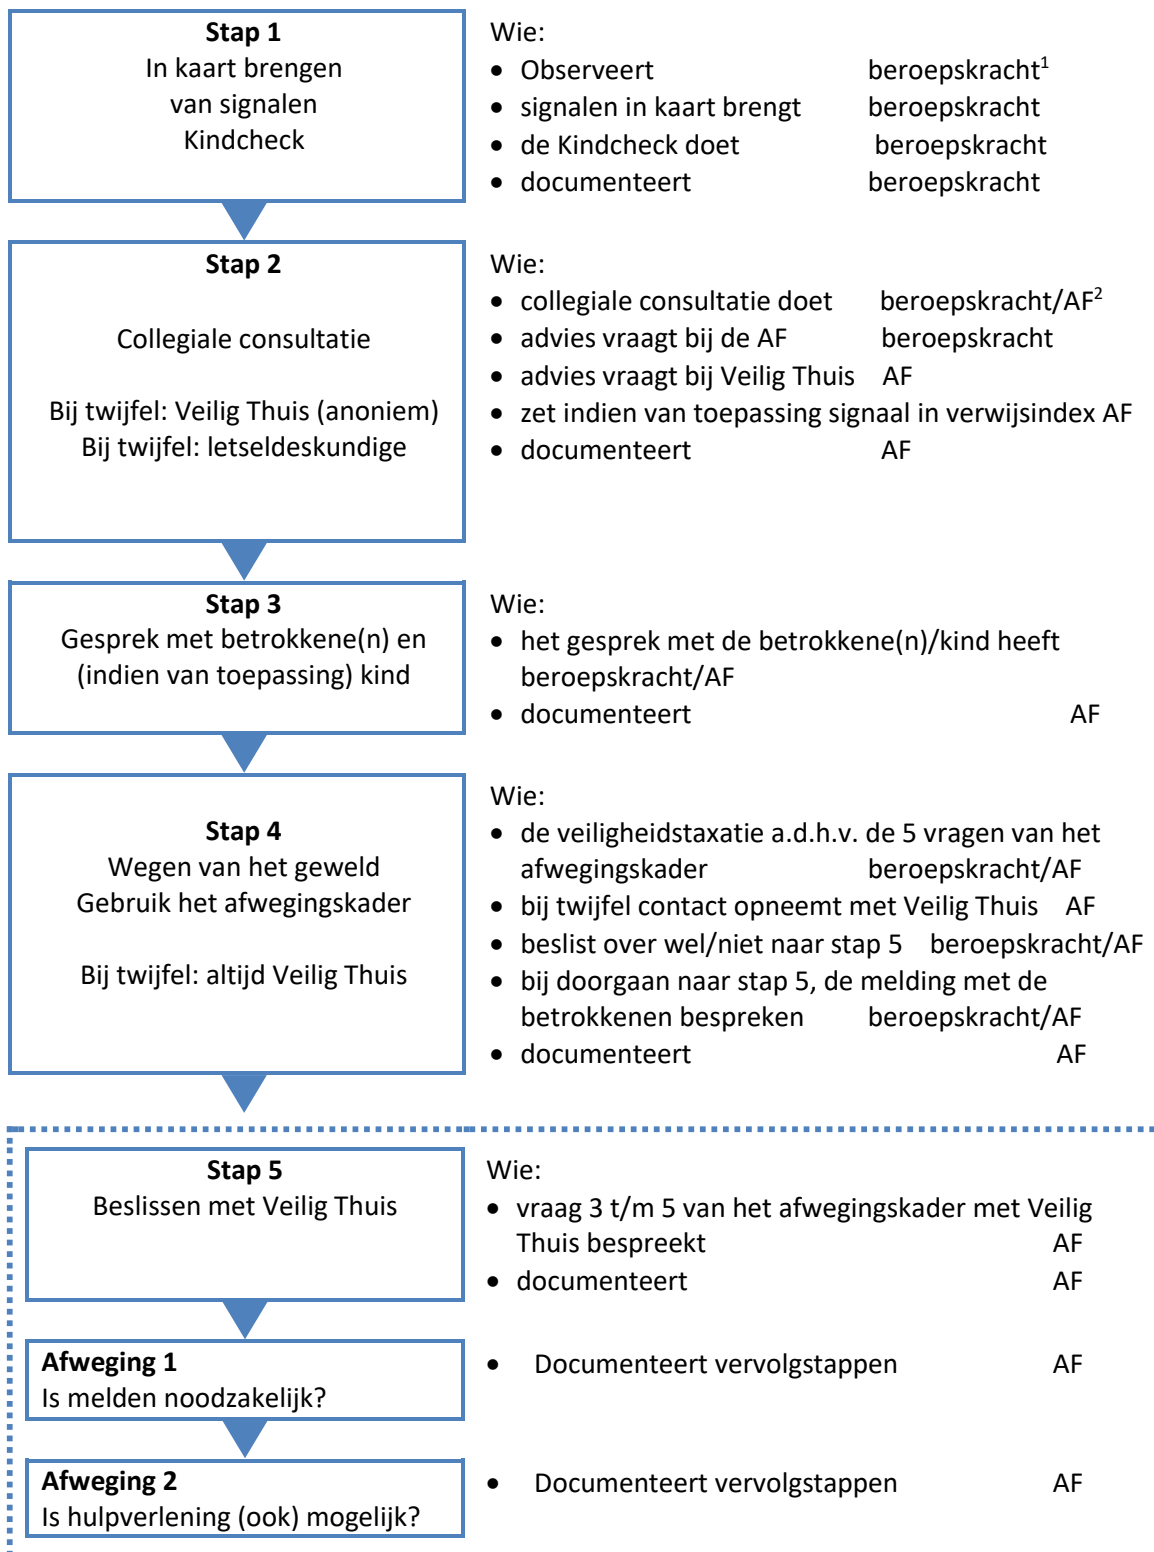 Stap 1
In kaart brengen
van signalen
Kindcheck
Wie:
• Observeert beroepskracht¹
• signalen in kaart brengt beroepskracht
• de Kindcheck doet beroepskracht
• documenteert beroepskracht
Stap 2
Collegiale consultatie
Bij twijfel: Veilig Thuis (anoniem)
Bij twijfel: letseldeskundige
Wie:
• collegiale consultatie doet beroepskracht/AF²
• advies vraagt bij de AF beroepskracht
• advies vraagt bij Veilig Thuis AF
• zet indien van toepassing signaal in verwijsindex AF
• documenteert AF
Stap 3
Gesprek met betrokkene(n) en
(indien van toepassing) kind
Wie:
• het gesprek met de betrokkene(n)/kind heeft
beroepskracht/AF
• documenteert AF
Stap 4
Wegen van het geweld
Gebruik het afwegingskader
Bij twijfel: altijd Veilig Thuis
Wie:
• de veiligheidstaxatie a.d.h.v. de 5 vragen van het
afwegingskader beroepskracht/AF
• bij twijfel contact opneemt met Veilig Thuis AF
• beslist over wel/niet naar stap 5 beroepskracht/AF
• bij doorgaan naar stap 5, de melding met de
betrokkenen bespreken beroepskracht/AF
• documenteert AF
Stap 5
Beslissen met Veilig Thuis
Wie:
• vraag 3 t/m 5 van het afwegingskader met Veilig
Thuis bespreekt AF
• documenteert AF
Afweging 1
Is melden noodzakelijk?
• Documenteert vervolgstappen AF
Afweging 2
Is hulpverlening (ook) mogelijk?
• Documenteert vervolgstappen AF